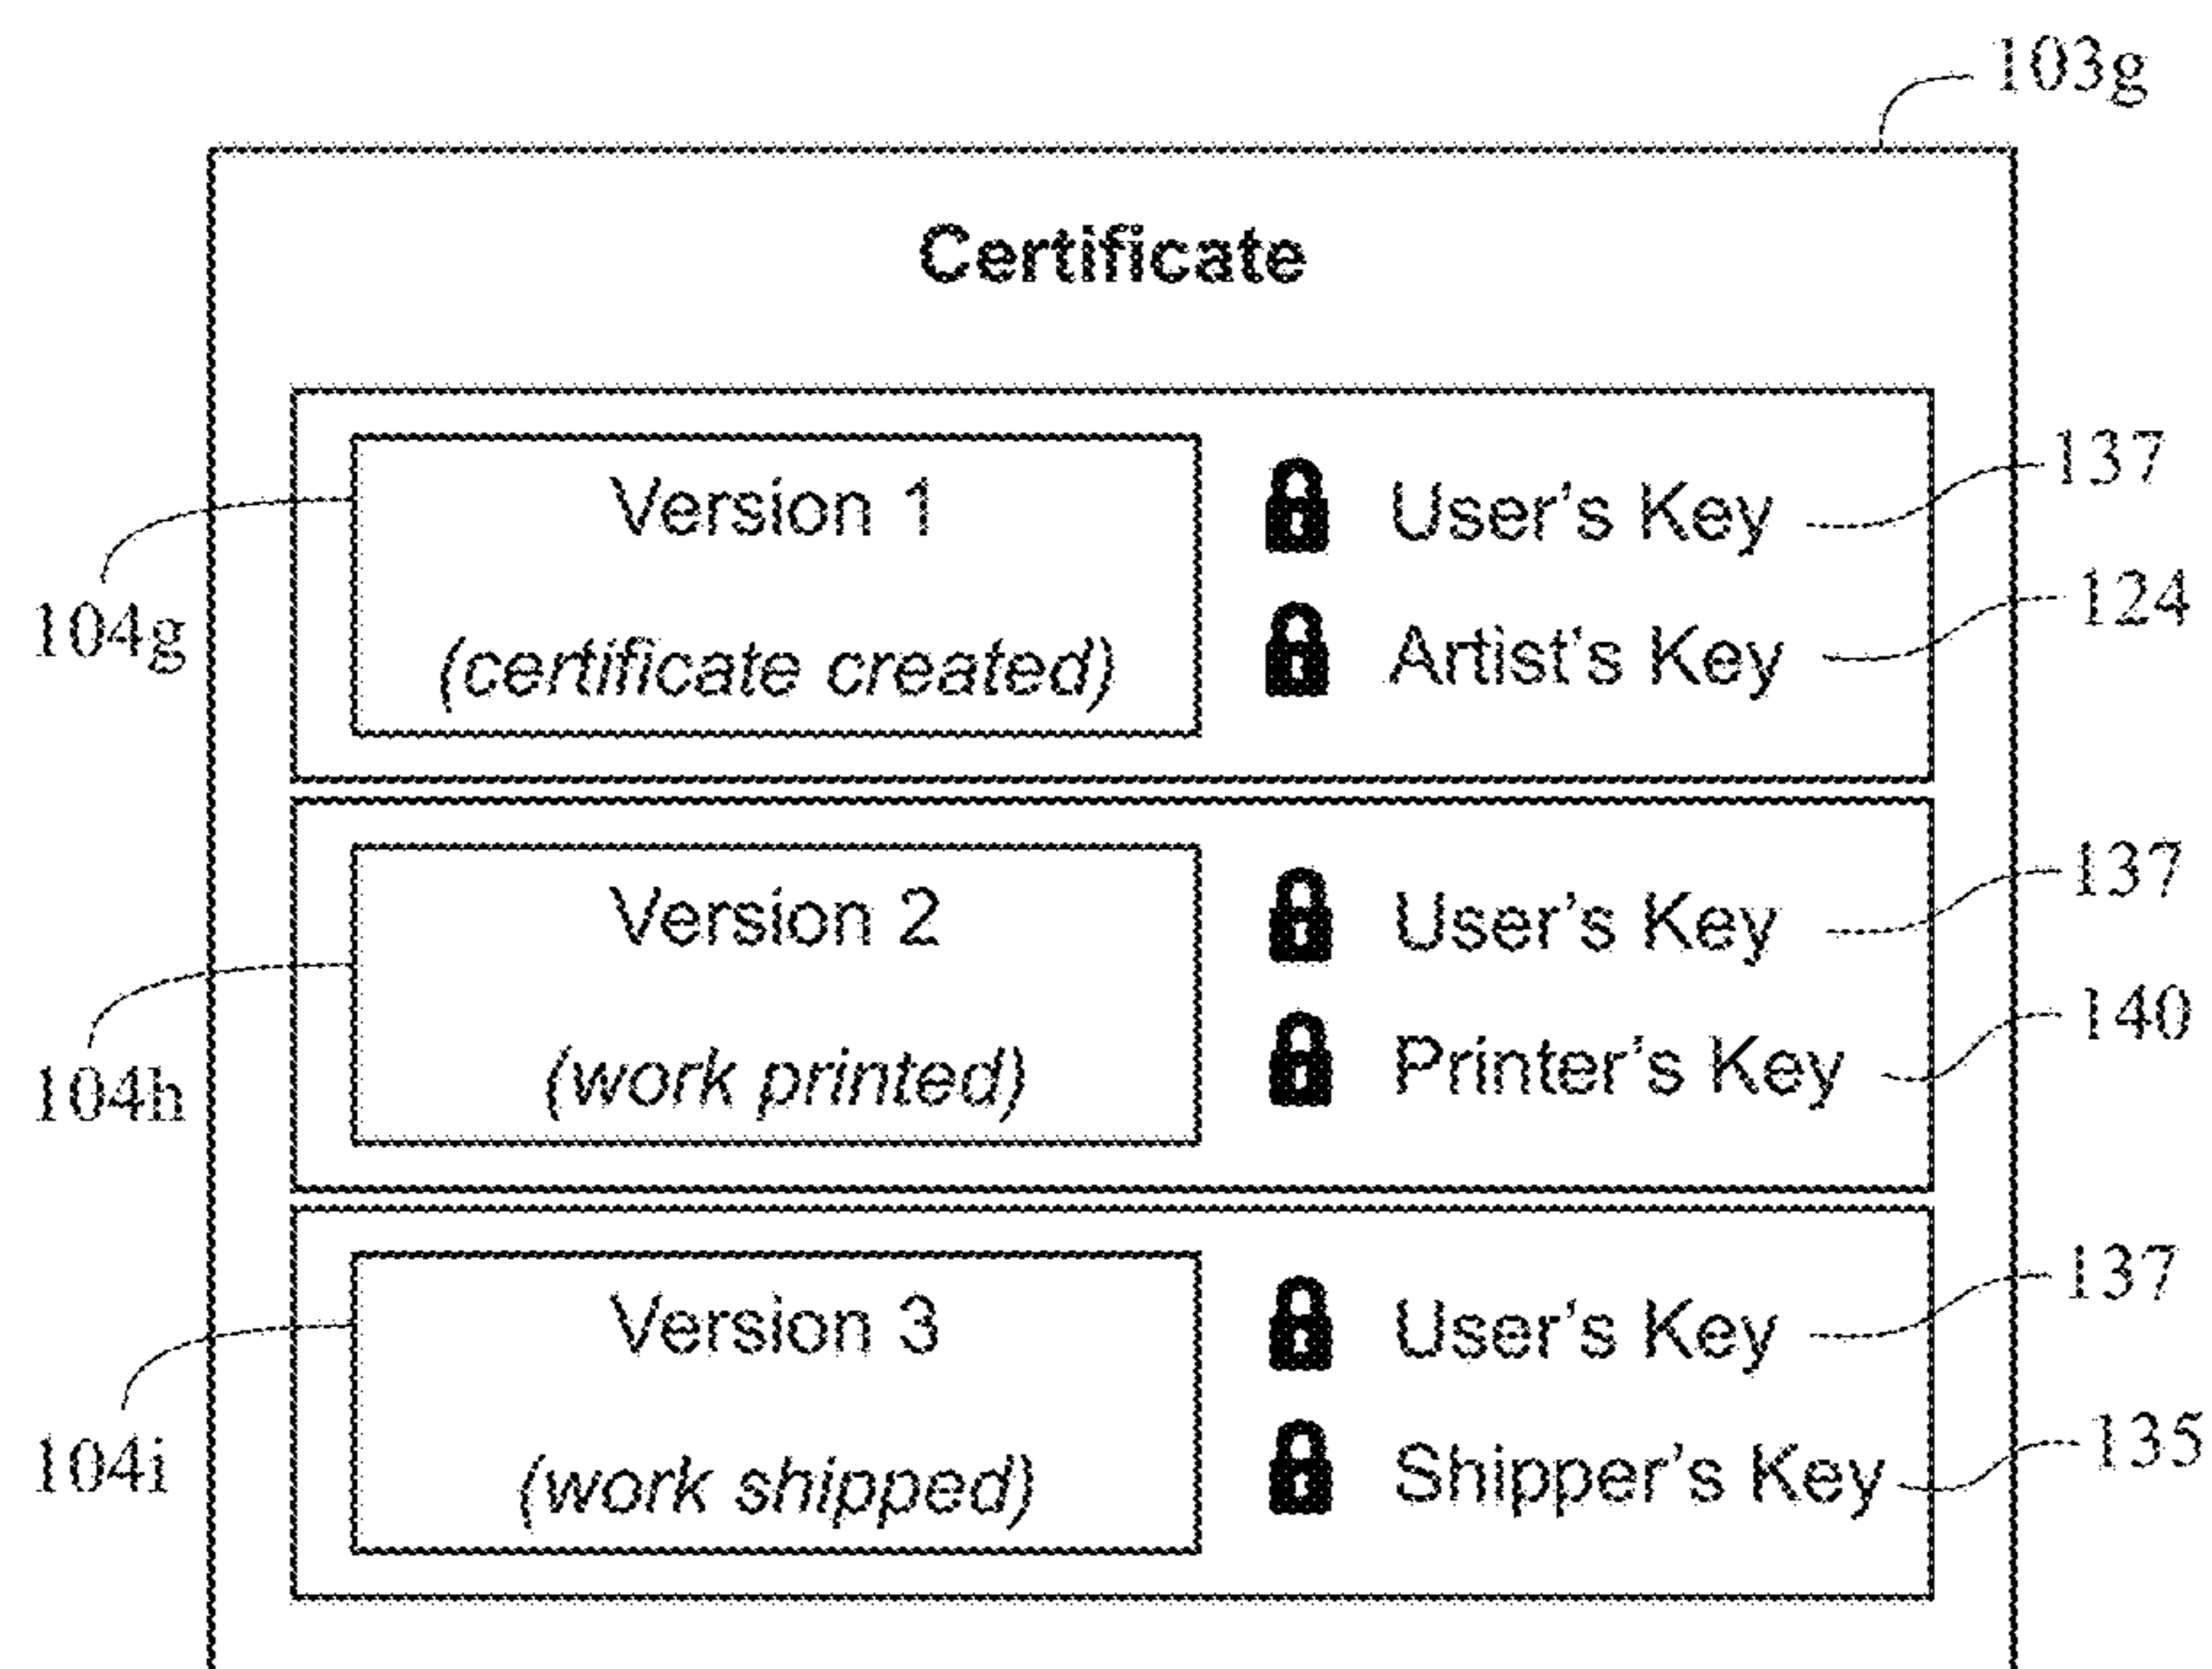 103g
Certificate
Version 1
(certificate created)
User's Key
137
Artist's Key
124
104g
Version 2
(work printed)
User's Key
137
Printer's Key
140
104h
Version 3
(work shipped)
User's Key
137
Shipper's Key
135
104i